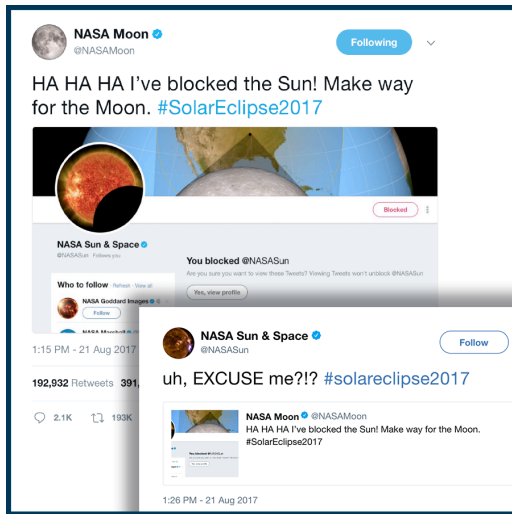 NASA Moon
@NASAMoon
Following
HA HA HA I've blocked the Sun! Make way
for the Moon. #SolarEclipse2017
Blocked
NASA Sun & Space
@NASASun Follows you
You blocked @NASASun
Are you sure you want to view these Tweets? Viewing Tweets won't unblock @NASASun
Yes, view profile
Who to follow · Refresh · View all
NASA Goddard Images
Follow
NASA Marshall
1:15 PM - 21 Aug 2017
192,932 Retweets 391,
2.1K 193K
NASA Sun & Space
@NASASun
Follow
uh, EXCUSE me?!? #solareclipse2017
NASA Moon @NASAMoon
HA HA HA I've blocked the Sun! Make way for the Moon.
#SolarEclipse2017
1:26 PM - 21 Aug 2017